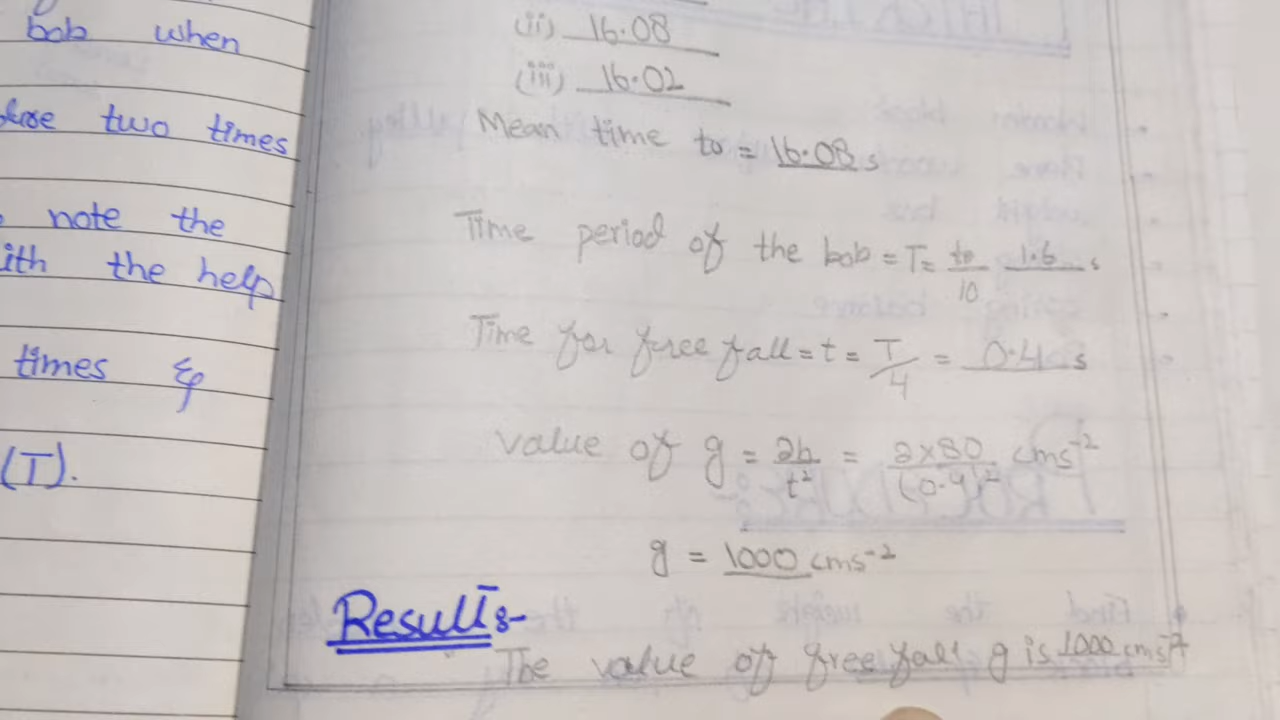 bob when
two times
note the
the help
times &
(T).
(ii) 16.08
(iii) 16.02
Mean time to = 16.08 s
Time period of the bob = T = to/10 1.6 s
Time for free fall = t = T/4 = 0.4 s
value of g = 2h/t² = 2×80/(0.4)² cms⁻²
g = 1000 cms⁻²
Result:-
The value of free fall g is 1000 cms⁻²